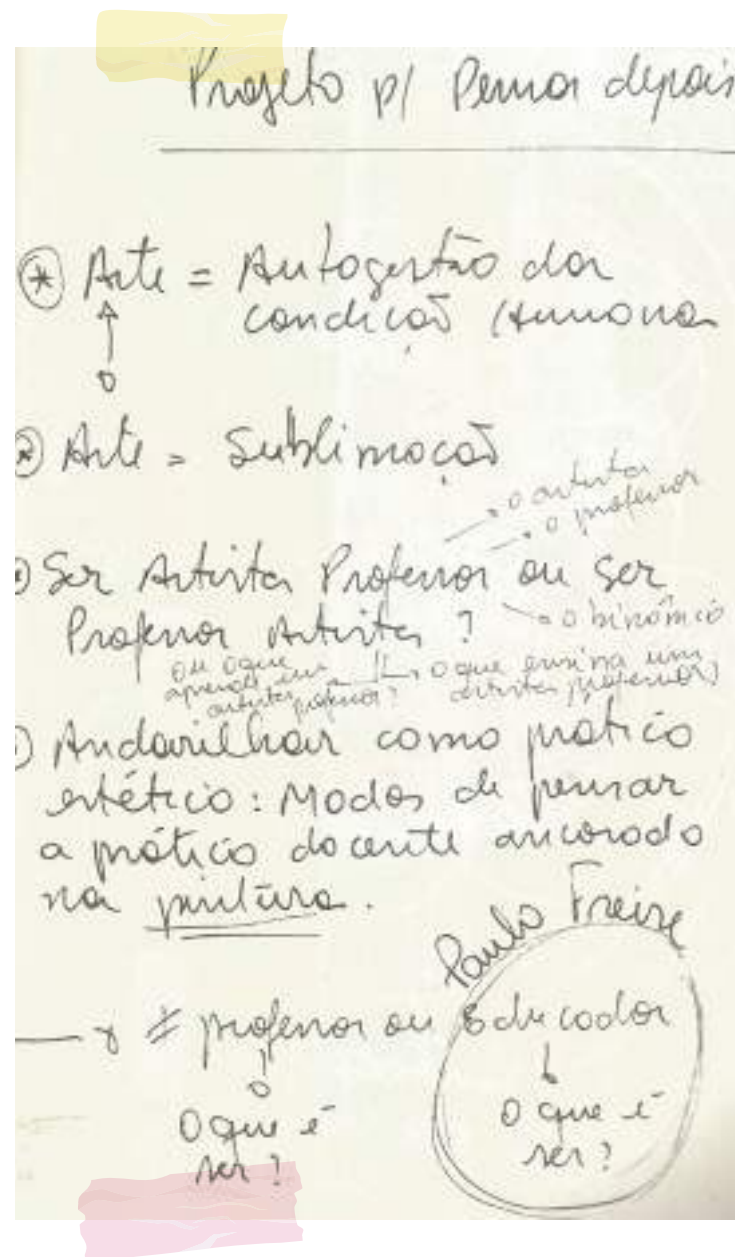 Projeto p/ Pensar depois
* Arte = Autogestão da
condição Humana
* Arte = Sublimação
• o artista
• o professor
Ser Artista Professor ou ser
Professor Artista ?
• o binômio
ou o que
aprende um
artista professor?
o que ensina um
artista professor?
Andarilhar como prática
estética: Modos de pensar
a prática docente ancorado
na pintura.
Paulo Freire
≠ professor ou Educador
O que é
ser ?
O que é
ser ?